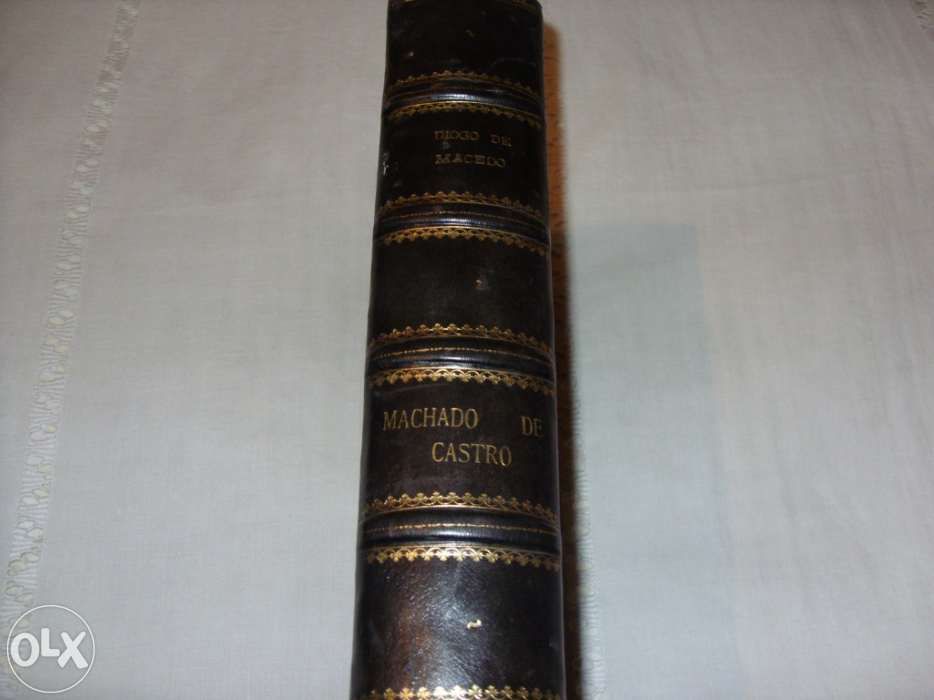 DIOGO DE
MACEDO
MACHADO DE
CASTRO
OLX